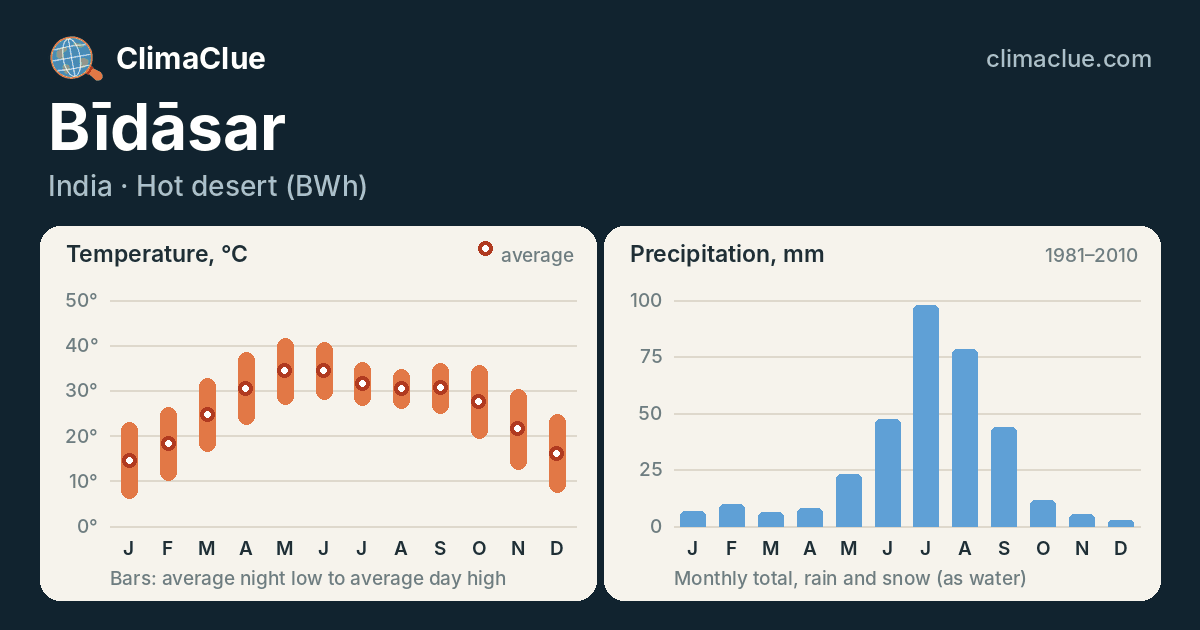 ClimaClue
climaclue.com
Bīdāsar
India · Hot desert (BWh)
Temperature, °C
average
50°
40°
30°
20°
10°
0°
J F M A M J J A S O N D
Bars: average night low to average day high
Precipitation, mm
1981–2010
100
75
50
25
0
J F M A M J J A S O N D
Monthly total, rain and snow (as water)